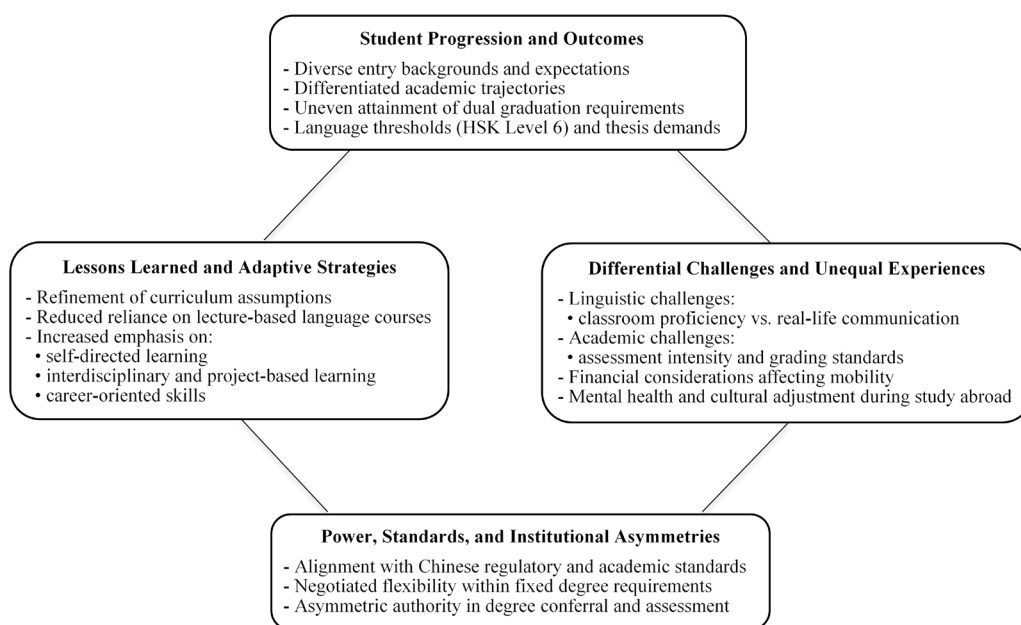 Student Progression and Outcomes
- Diverse entry backgrounds and expectations
- Differentiated academic trajectories
- Uneven attainment of dual graduation requirements
- Language thresholds (HSK Level 6) and thesis demands
Lessons Learned and Adaptive Strategies
- Refinement of curriculum assumptions
- Reduced reliance on lecture-based language courses
- Increased emphasis on:
• self-directed learning
• interdisciplinary and project-based learning
• career-oriented skills
Differential Challenges and Unequal Experiences
- Linguistic challenges:
• classroom proficiency vs. real-life communication
- Academic challenges:
• assessment intensity and grading standards
- Financial considerations affecting mobility
- Mental health and cultural adjustment during study abroad
Power, Standards, and Institutional Asymmetries
- Alignment with Chinese regulatory and academic standards
- Negotiated flexibility within fixed degree requirements
- Asymmetric authority in degree conferral and assessment